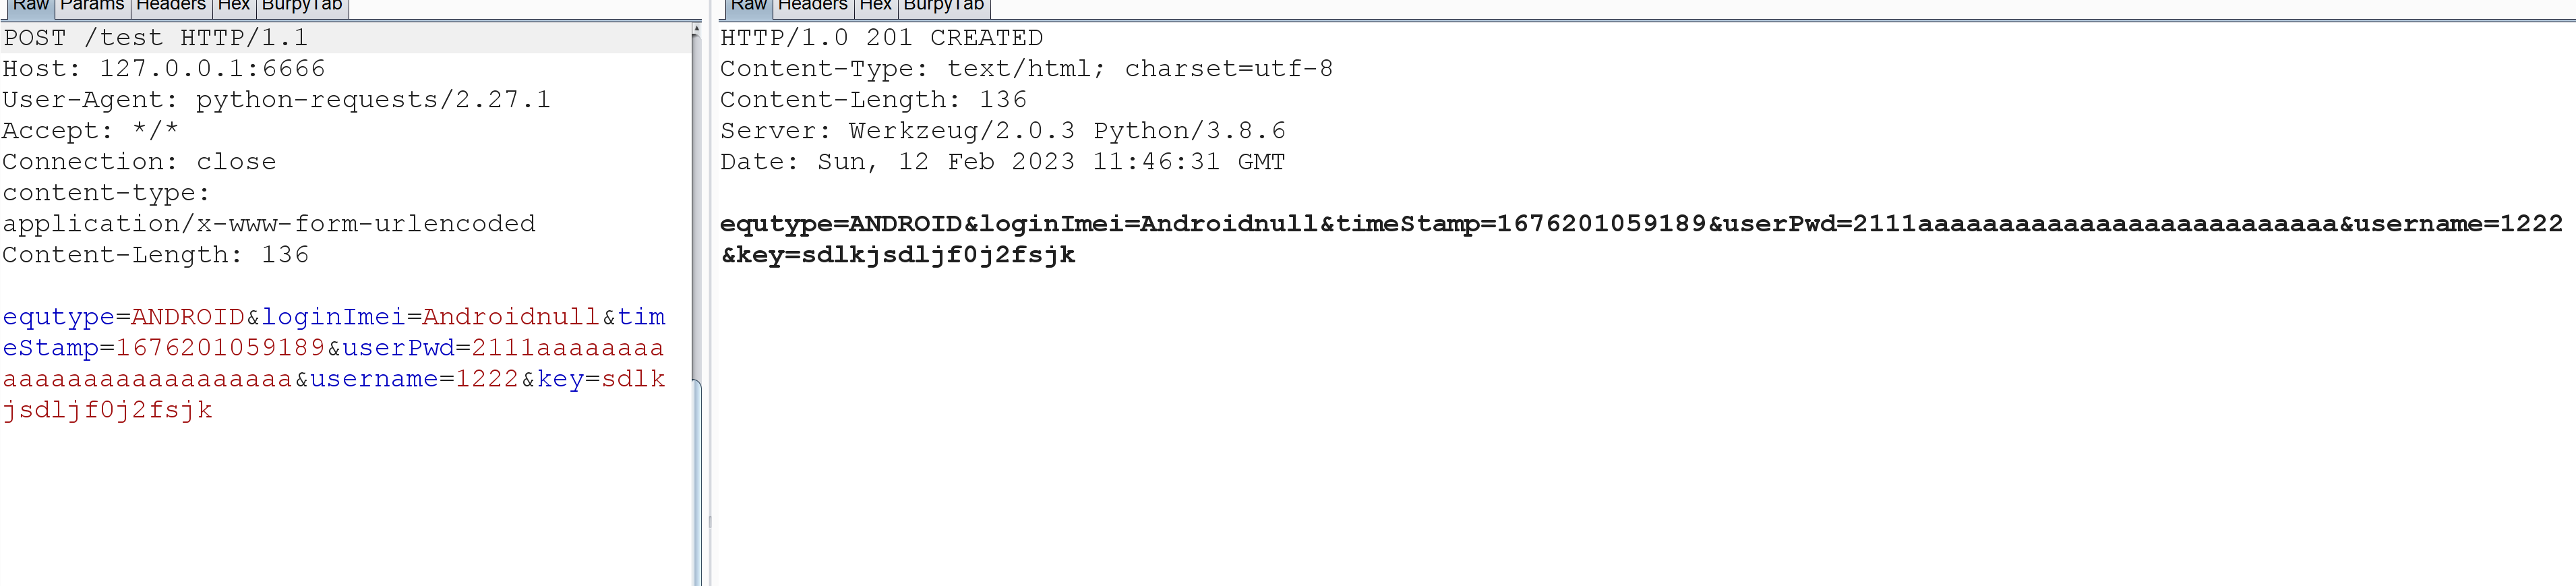 Raw Params Headers Hex BurpyTab
POST /test HTTP/1.1
Host: 127.0.0.1:6666
User-Agent: python-requests/2.27.1
Accept: */*
Connection: close
content-type:
application/x-www-form-urlencoded
Content-Length: 136
equtype=ANDROID&loginImei=Androidnull&tim
eStamp=1676201059189&userPwd=2111aaaaaaaa
aaaaaaaaaaaaaaaaaa&username=1222&key=sdlk
jsdljf0j2fsjk
Raw Headers Hex BurpyTab
HTTP/1.0 201 CREATED
Content-Type: text/html; charset=utf-8
Content-Length: 136
Server: Werkzeug/2.0.3 Python/3.8.6
Date: Sun, 12 Feb 2023 11:46:31 GMT
equtype=ANDROID&loginImei=Androidnull&timeStamp=1676201059189&userPwd=2111aaaaaaaaaaaaaaaaaaaaaaaaaa&username=1222
&key=sdlkjsdljf0j2fsjk